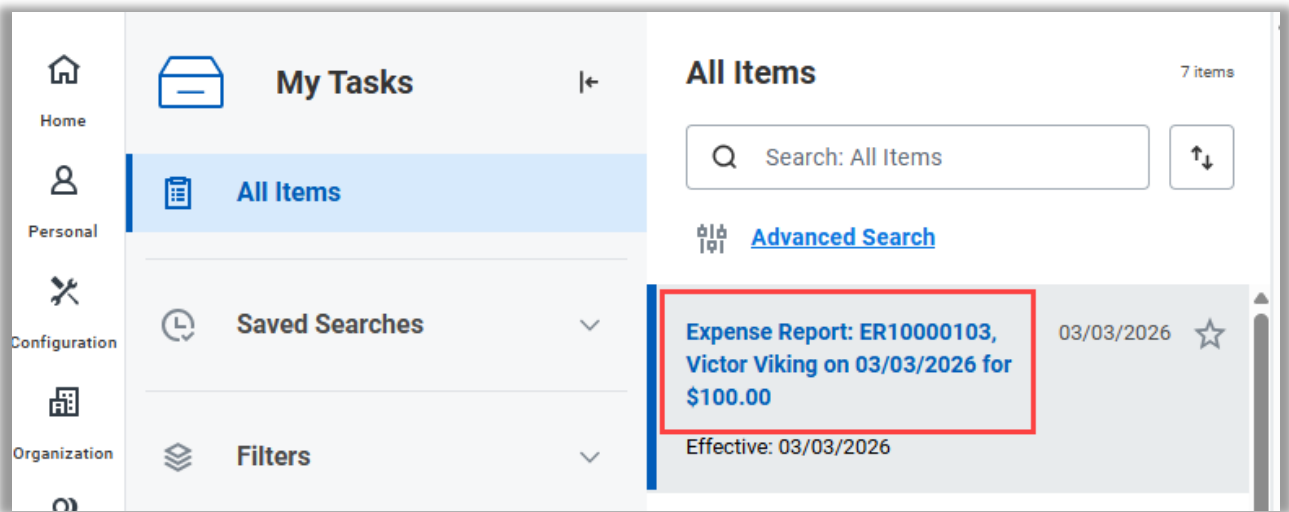 Home
Personal
Configuration
Organization
My Tasks
All Items
Saved Searches
Filters
All Items
7 items
Search: All Items
Advanced Search
Expense Report: ER10000103,
Victor Viking on 03/03/2026 for
$100.00
03/03/2026
Effective: 03/03/2026